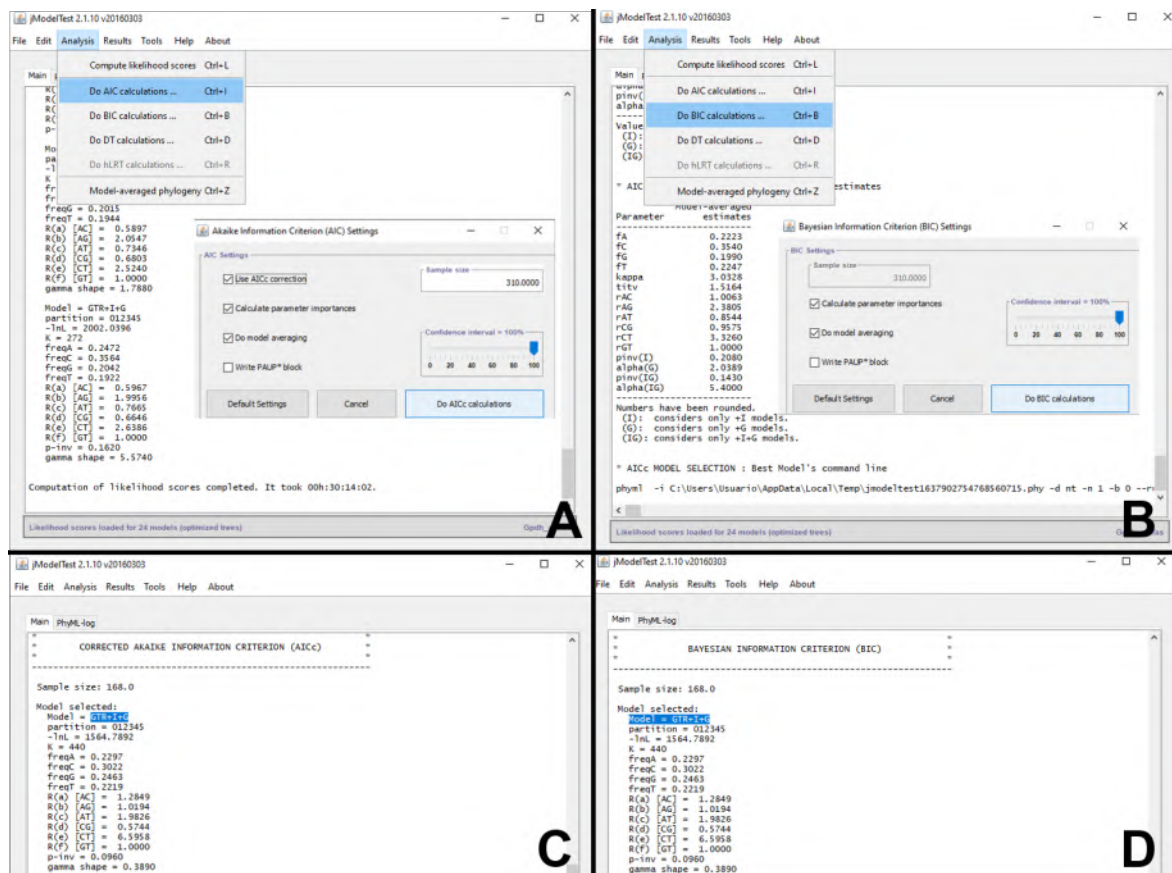 jModelTest 2.1.10 v20160303
File Edit Analysis Results Tools Help About
Compute likelihood scores Ctrl+L
Main
Do AIC calculations ... Ctrl+I
Do BIC calculations ... Ctrl+B
Do DT calculations ... Ctrl+D
Do hLRT calculations ... Ctrl+R
Model-averaged phylogeny Ctrl+Z
freqG = 0.2015
freqT = 0.1944
R(a) [AC] = 0.5897
R(b) [AG] = 2.0547
R(c) [AT] = 0.7346
R(d) [CG] = 0.6803
R(e) [CT] = 2.5240
R(f) [GT] = 1.0000
gamma shape = 1.7880
Model = GTR+I+G
partition = 012345
-lnL = 2002.0396
K = 272
freqA = 0.2472
freqC = 0.3564
freqG = 0.2042
freqT = 0.1922
R(a) [AC] = 0.5967
R(b) [AG] = 1.9956
R(c) [AT] = 0.7665
R(d) [CG] = 0.6646
R(e) [CT] = 2.6386
R(f) [GT] = 1.0000
p-inv = 0.1620
gamma shape = 5.5740
Computation of likelihood scores completed. It took 00h:30:14:02.
Likelihood scores loaded for 24 models (optimized trees)
Akaike Information Criterion (AIC) Settings
AIC Settings
Use AICc correction
Sample size
310.0000
Calculate parameter importances
Do model averaging
Confidence interval = 100%
0 20 40 60 80 100
Write PAUP* block
Default Settings Cancel Do AICc calculations
A
jModelTest 2.1.10 v20160303
File Edit Analysis Results Tools Help About
Compute likelihood scores Ctrl+L
Main
Do AIC calculations ... Ctrl+I
Do BIC calculations ... Ctrl+B
Do DT calculations ... Ctrl+D
Do hLRT calculations ... Ctrl+R
Model-averaged phylogeny Ctrl+Z
pinv(
alpha
Value
(I):
(G):
(IG)
* AIC estimates
Model-averaged
Parameter estimates
fA 0.2223
fC 0.3540
fG 0.1990
fT 0.2247
kappa 3.0328
titv 1.5164
rAC 1.0063
rAG 2.3805
rAT 0.8544
rCG 0.9575
rCT 3.3260
rGT 1.0000
pinv(I) 0.2080
alpha(G) 2.0389
pinv(IG) 0.1430
alpha(IG) 5.4000
Numbers have been rounded.
(I): considers only +I models.
(G): considers only +G models.
(IG): considers only +I+G models.
* AICc MODEL SELECTION : Best Model's command line
phyml -i C:\Users\Usuario\AppData\Local\Temp\jmodeltest1637902754768560715.phy -d nt -n 1 -b 0
Likelihood scores loaded for 24 models (optimized trees)
Bayesian Information Criterion (BIC) Settings
BIC Settings
Sample size
310.0000
Calculate parameter importances
Confidence interval = 100%
Do model averaging
0 20 40 60 80 100
Write PAUP* block
Default Settings Cancel Do BIC calculations
B
jModelTest 2.1.10 v20160303
File Edit Analysis Results Tools Help About
Main PhyML-log
* CORRECTED AKAIKE INFORMATION CRITERION (AICc) *
Sample size: 168.0
Model selected:
Model = GTR+I+G
partition = 012345
-lnL = 1564.7892
K = 440
freqA = 0.2297
freqC = 0.3022
freqG = 0.2463
freqT = 0.2219
R(a) [AC] = 1.2849
R(b) [AG] = 1.0194
R(c) [AT] = 1.9826
R(d) [CG] = 0.5744
R(e) [CT] = 6.5958
R(f) [GT] = 1.0000
p-inv = 0.0960
gamma shape = 0.3890
C
jModelTest 2.1.10 v20160303
File Edit Analysis Results Tools Help About
Main PhyML-log
* BAYESIAN INFORMATION CRITERION (BIC) *
Sample size: 168.0
Model selected:
Model = GTR+I+G
partition = 012345
-lnL = 1564.7892
K = 440
freqA = 0.2297
freqC = 0.3022
freqG = 0.2463
freqT = 0.2219
R(a) [AC] = 1.2849
R(b) [AG] = 1.0194
R(c) [AT] = 1.9826
R(d) [CG] = 0.5744
R(e) [CT] = 6.5958
R(f) [GT] = 1.0000
p-inv = 0.0960
gamma shape = 0.3890
D